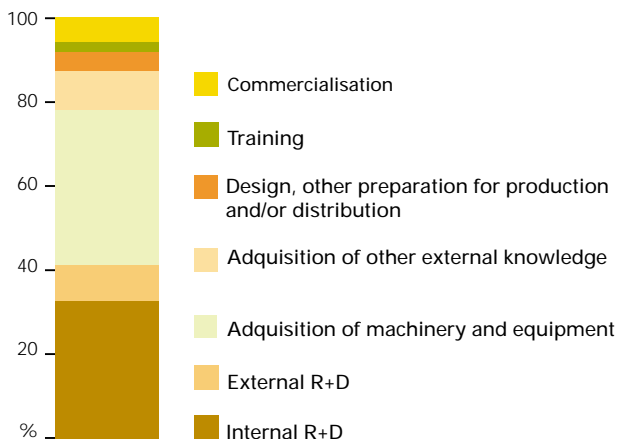 100
80
60
40
20
%
Commercialisation
Training
Design, other preparation for production
and/or distribution
Adquisition of other external knowledge
Adquisition of machinery and equipment
External R+D
Internal R+D